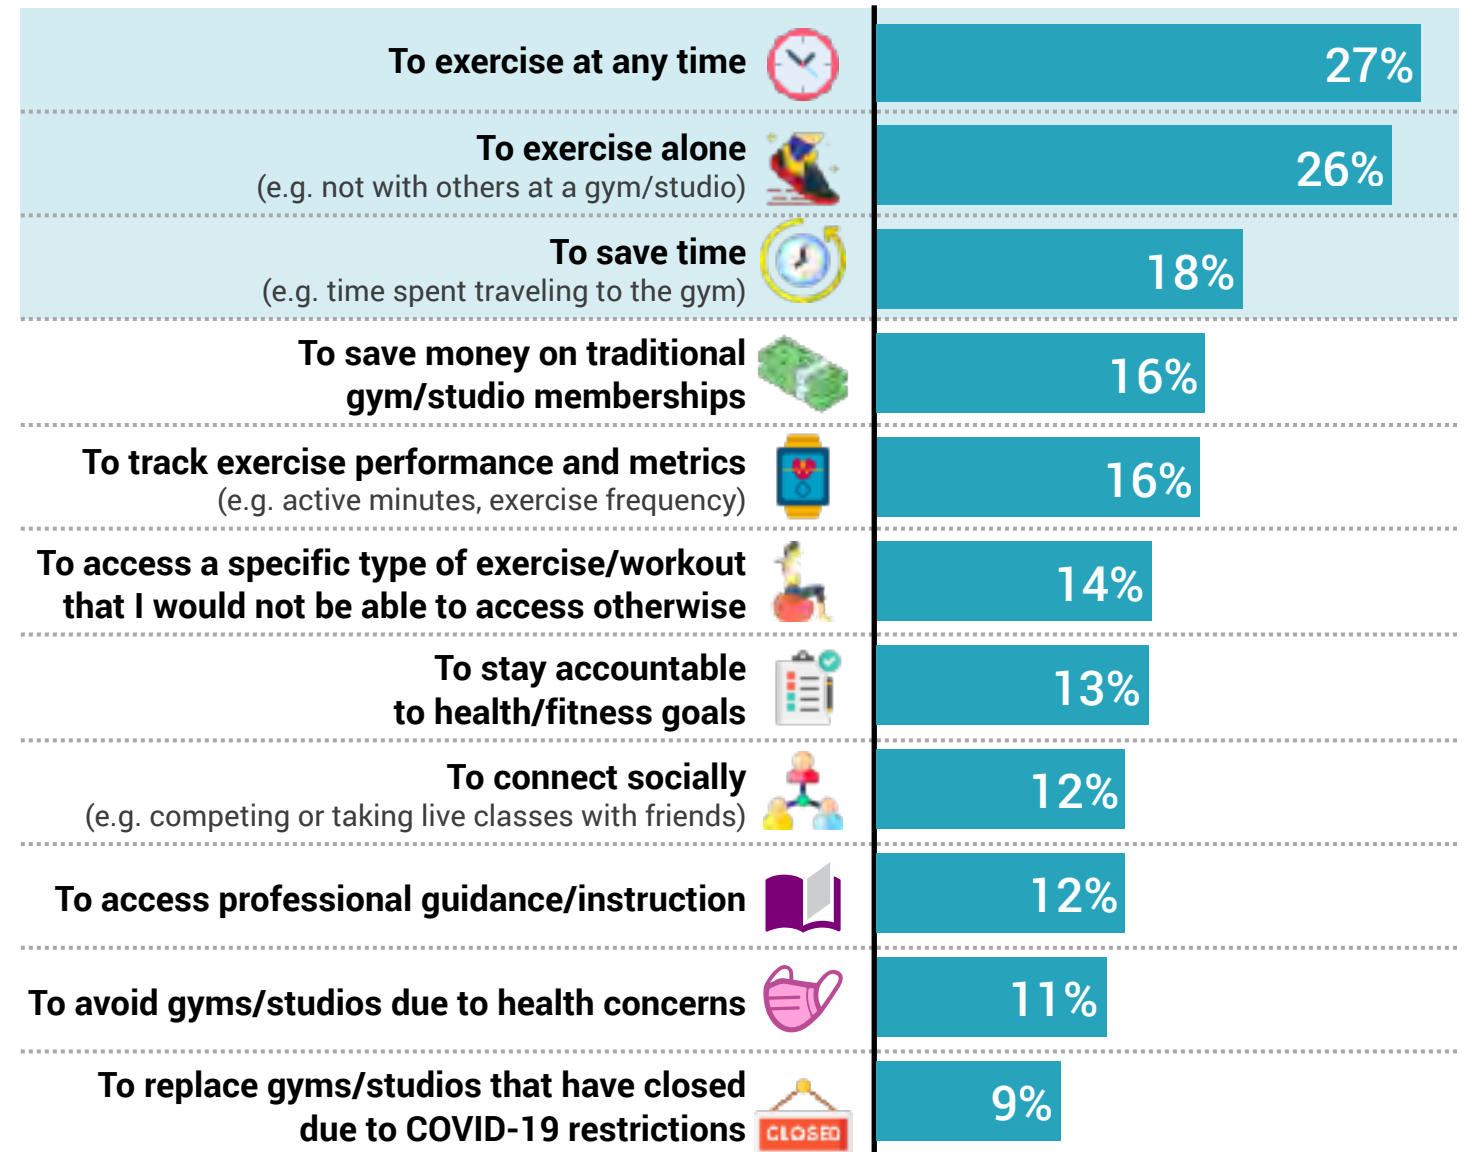 To exercise at any time
27%
To exercise alone
(e.g. not with others at a gym/studio)
26%
To save time
(e.g. time spent traveling to the gym)
18%
To save money on traditional
gym/studio memberships
16%
To track exercise performance and metrics
(e.g. active minutes, exercise frequency)
16%
To access a specific type of exercise/workout
that I would not be able to access otherwise
14%
To stay accountable
to health/fitness goals
13%
To connect socially
(e.g. competing or taking live classes with friends)
12%
To access professional guidance/instruction
12%
To avoid gyms/studios due to health concerns
11%
To replace gyms/studios that have closed
due to COVID-19 restrictions
CLOSED
9%